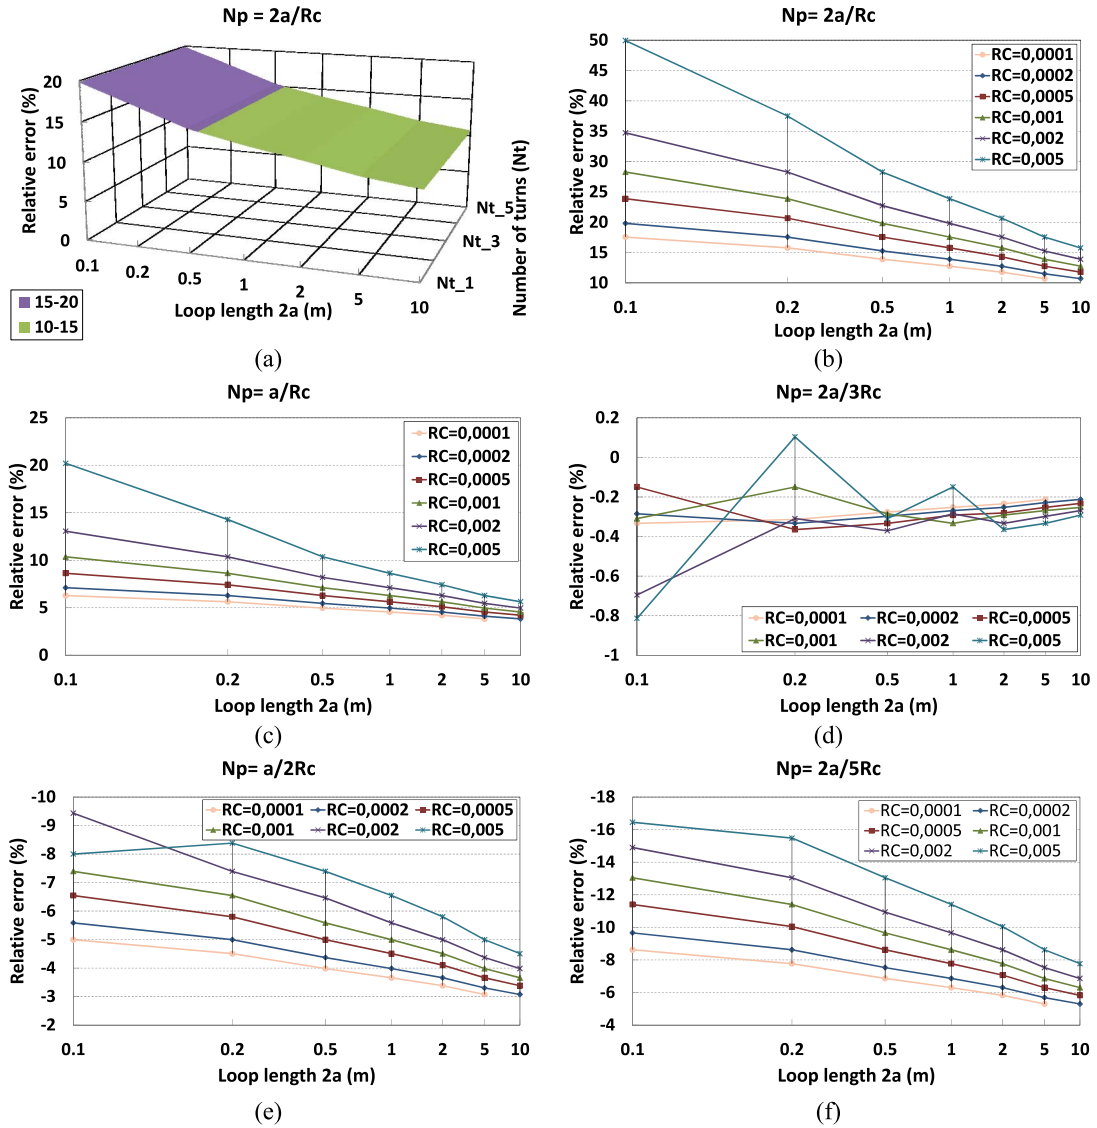 Np = 2a/Rc
Relative error (%)
20
15
10
5
0
0.1
0.2
0.5
1
2
5
10
Loop length 2a (m)
Nt_1
Nt_3
Nt_5
Number of turns (Nt)
15-20
10-15
(a)
Np= 2a/Rc
Relative error (%)
50
45
40
35
30
25
20
15
10
RC=0,0001
RC=0,0002
RC=0,0005
RC=0,001
RC=0,002
RC=0,005
0.1 0.2 0.5 1 2 5 10
Loop length 2a (m)
(b)
Np= a/Rc
Relative error (%)
25
20
15
10
5
0
RC=0,0001
RC=0,0002
RC=0,0005
RC=0,001
RC=0,002
RC=0,005
0.1 0.2 0.5 1 2 5 10
Loop length 2a (m)
(c)
Np= 2a/3Rc
Relative error (%)
0.2
0
-0.2
-0.4
-0.6
-0.8
-1
RC=0,0001 RC=0,0002 RC=0,0005
RC=0,001 RC=0,002 RC=0,005
0.1 0.2 0.5 1 2 5 10
Loop length 2a (m)
(d)
Np= a/2Rc
Relative error (%)
-10
-9
-8
-7
-6
-5
-4
-3
-2
RC=0,0001 RC=0,0002 RC=0,0005
RC=0,001 RC=0,002 RC=0,005
0.1 0.2 0.5 1 2 5 10
Loop length 2a (m)
(e)
Np= 2a/5Rc
Relative error (%)
-18
-16
-14
-12
-10
-8
-6
-4
RC=0,0001 RC=0,0002
RC=0,0005 RC=0,001
RC=0,002 RC=0,005
0.1 0.2 0.5 1 2 5 10
Loop length 2a (m)
(f)